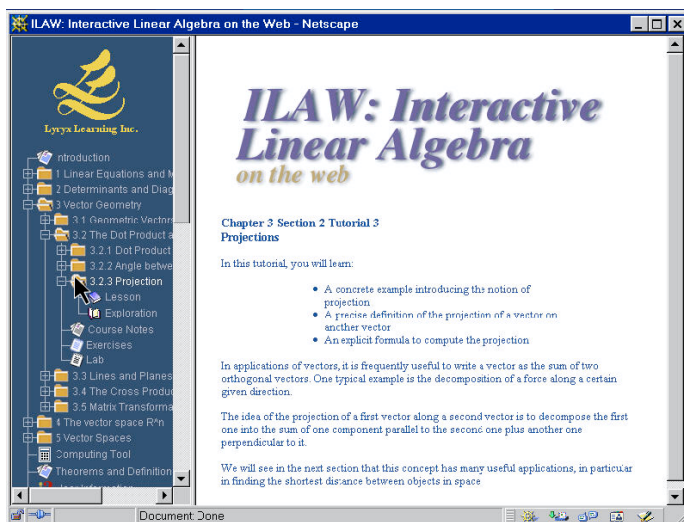 ILAW: Interactive Linear Algebra on the Web - Netscape
Lyryx Learning Inc.
ntroduction
1 Linear Equations and M
2 Determinants and Diag
3 Vector Geometry
3.1 Geometric Vectors
3.2 The Dot Product a
3.2.1 Dot Product
3.2.2 Angle betwe
3.2.3 Projection
Lesson
Exploration
Course Notes
Exercises
Lab
3.3 Lines and Planes
3.4 The Cross Produc
3.5 Matrix Transforma
4 The vector space R^n
5 Vector Spaces
Computing Tool
Theorems and Definition
ILAW: Interactive
Linear Algebra
on the web
Chapter 3 Section 2 Tutorial 3
Projections
In this tutorial, you will learn:
• A concrete example introducing the notion of
projection
• A precise definition of the projection of a vector on
another vector
• An explicit formula to compute the projection
In applications of vectors, it is frequently useful to write a vector as the sum of two
orthogonal vectors. One typical example is the decomposition of a force along a certain
given direction.
The idea of the projection of a first vector along a second vector is to decompose the first
one into the sum of one component parallel to the second one plus another one
perpendicular to it.
We will see in the next section that this concept has many useful applications, in particular
in finding the shortest distance between objects in space
Document: Done